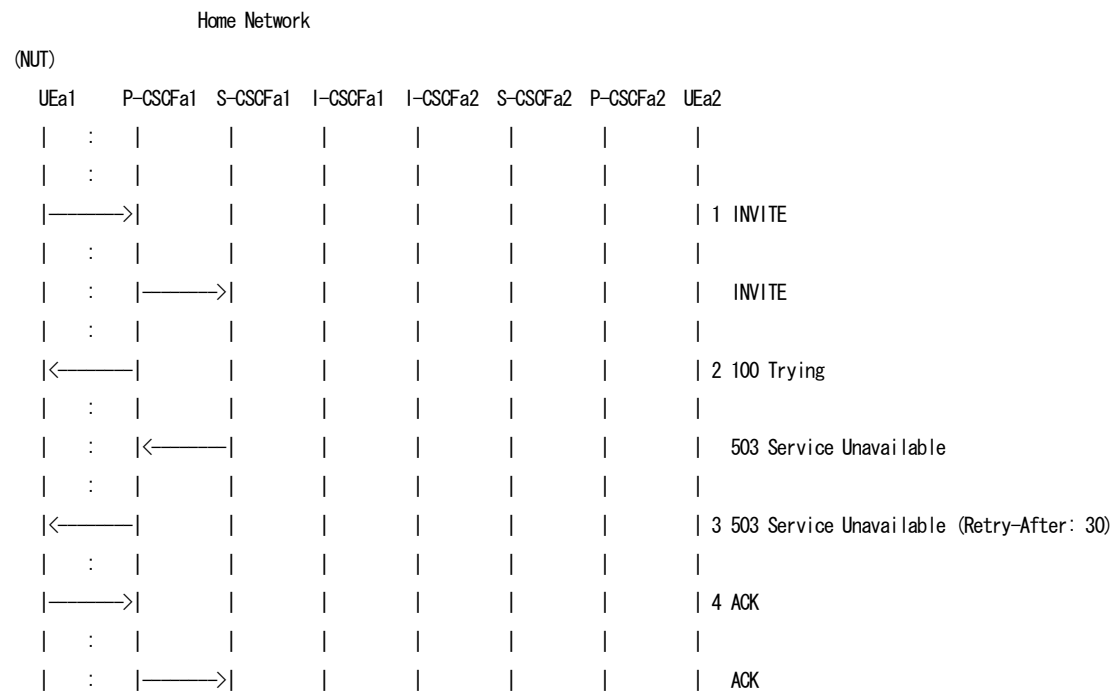 Home Network
(NUT)
UEa1 P-CSCFa1 S-CSCFa1 I-CSCFa1 I-CSCFa2 S-CSCFa2 P-CSCFa2 UEa2
| : | | | | | | |
| : | | | | | | |
|------->| | | | | | | 1 INVITE
| : | | | | | | |
| : |------->| | | | | | INVITE
| : | | | | | | |
|<-------| | | | | | | 2 100 Trying
| : | | | | | | |
| : |<-------| | | | | | 503 Service Unavailable
| : | | | | | | |
|<-------| | | | | | | 3 503 Service Unavailable (Retry-After: 30)
| : | | | | | | |
|------->| | | | | | | 4 ACK
| : | | | | | | |
| : |------->| | | | | | ACK